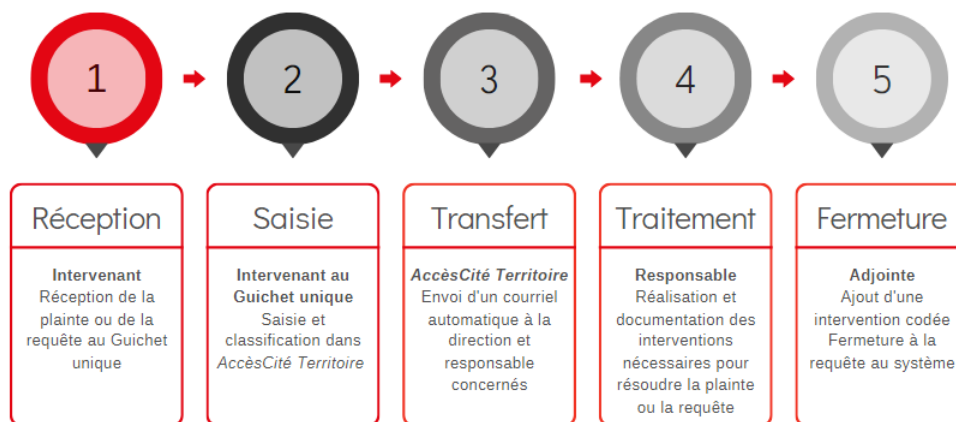 1
2
3
4
5
Réception
Intervenant
Réception de la
plainte ou de la
requête au Guichet
unique
Saisie
Intervenant au
Guichet unique
Saisie et
classification dans
AccèsCité Territoire
Transfert
AccèsCité Territoire
Envoi d'un courriel
automatique à la
direction et
responsable
concernés
Traitement
Responsable
Réalisation et
documentation des
interventions
nécessaires pour
résoudre la plainte
ou la requête
Fermeture
Adjointe
Ajout d'une
intervention codée
Fermeture à la
requête au système